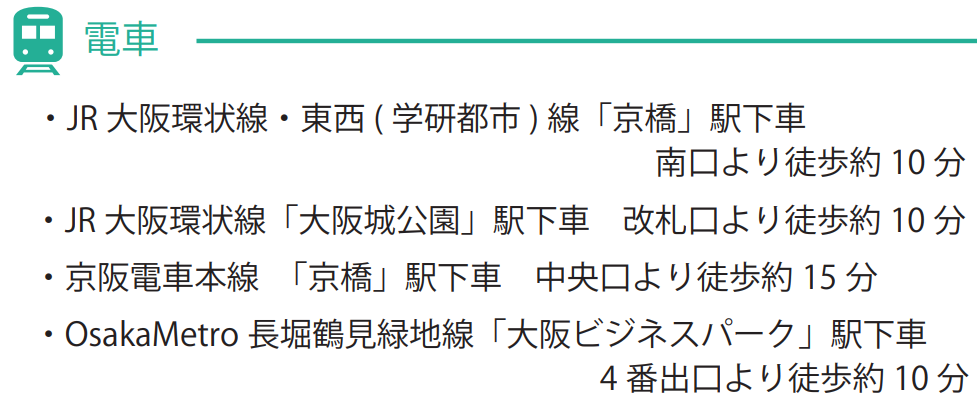 電車
・JR 大阪環状線・東西 ( 学研都市 ) 線「京橋」駅下車
南口より徒歩約 10 分
・JR 大阪環状線「大阪城公園」駅下車　改札口より徒歩約 10 分
・京阪電車本線　「京橋」駅下車　中央口より徒歩約 15 分
・OsakaMetro 長堀鶴見緑地線「大阪ビジネスパーク」駅下車
4 番出口より徒歩約 10 分